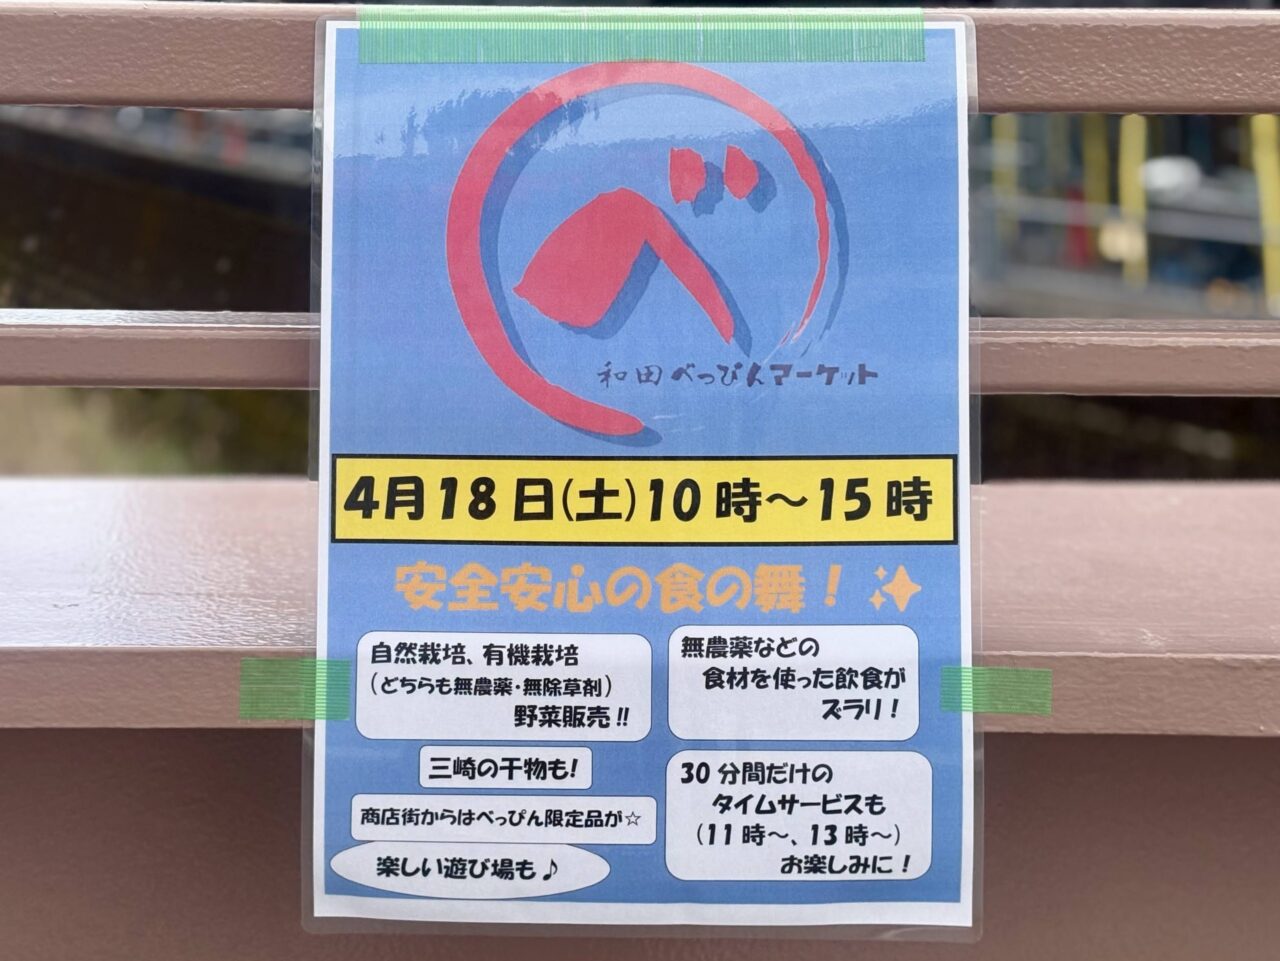 べ
和田べっぴんマーケット
4月18日(土)10時～15時
安全安心の食の舞！
自然栽培、有機栽培
（どちらも無農薬・無除草剤）
野菜販売!!
無農薬などの
食材を使った飲食が
ズラリ！
三崎の干物も!
商店街からはべっぴん限定品が☆
楽しい遊び場も♪
30分間だけの
タイムサービスも
（11時～、13時～）
お楽しみに！